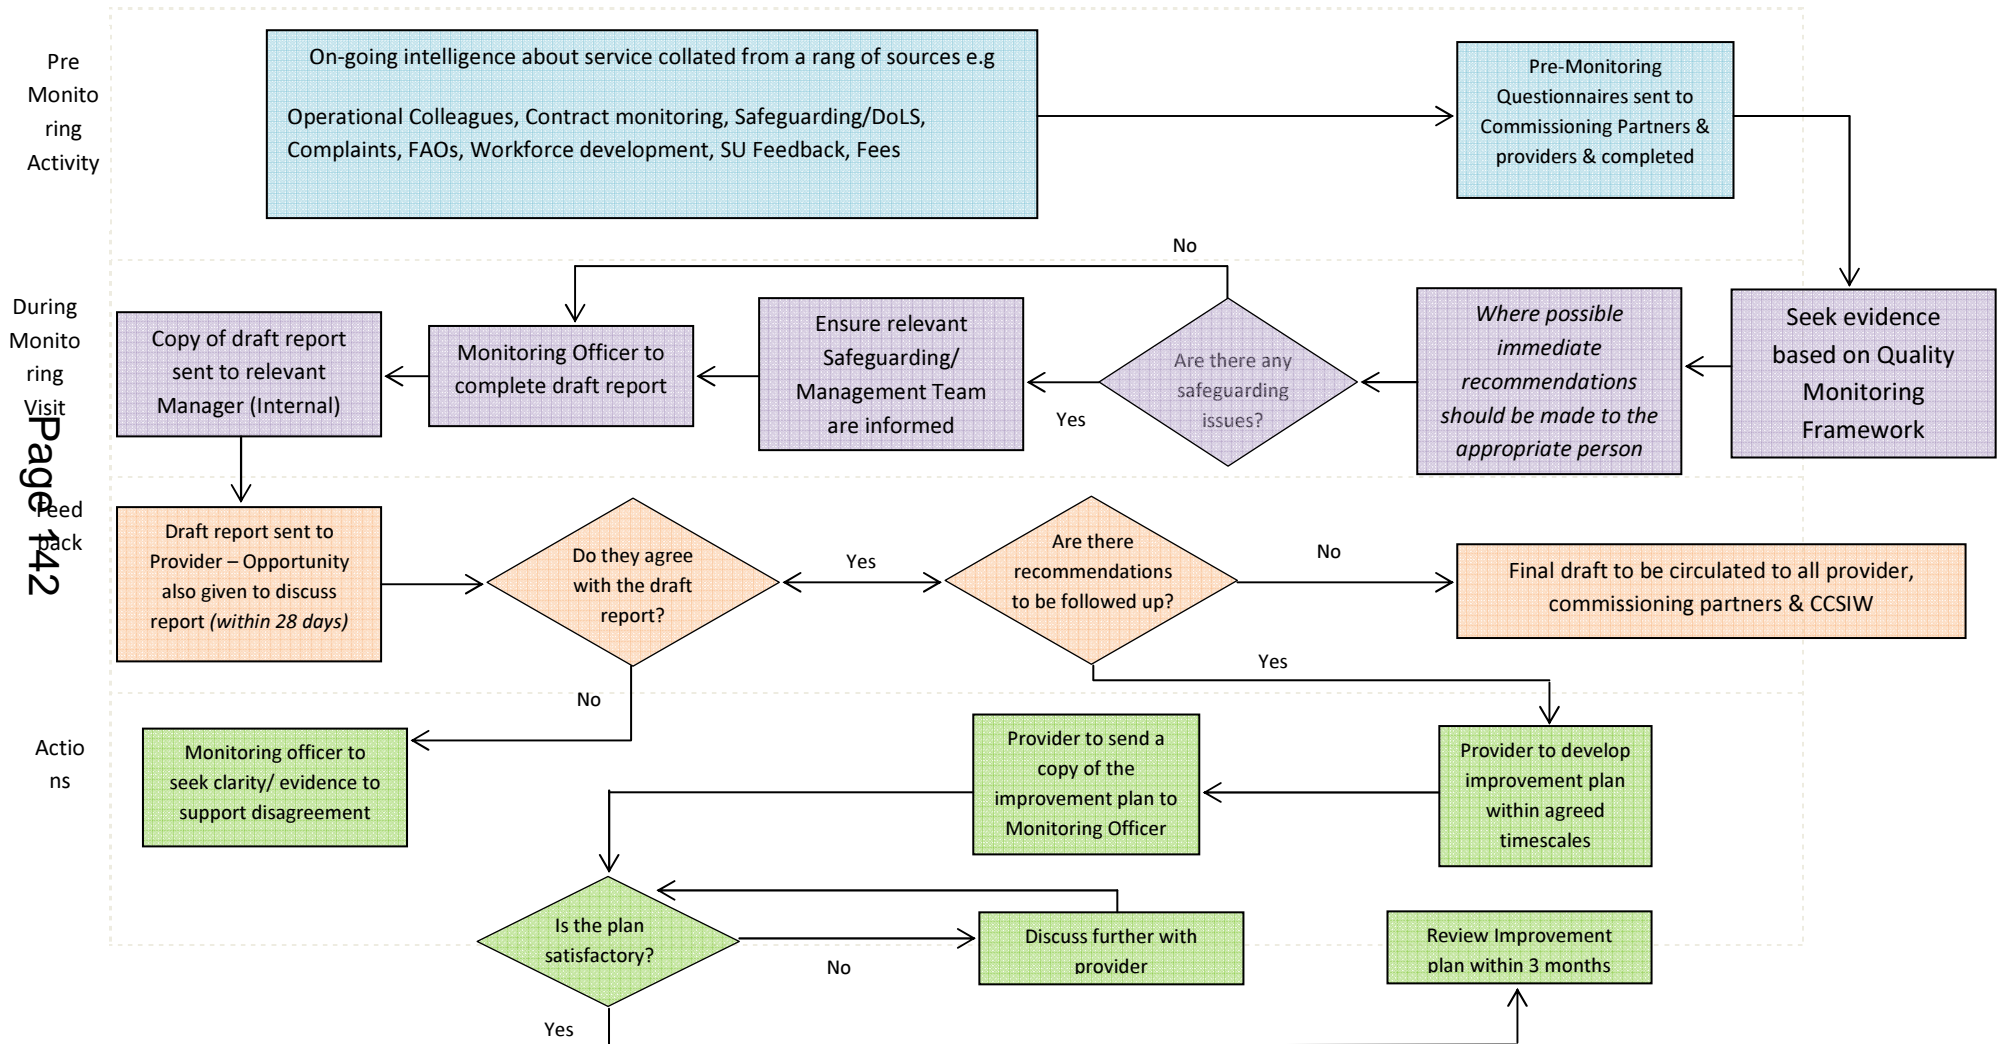 Pre
Monito
ring
Activity
On-going intelligence about service collated from a range of sources e.g
Operational Colleagues, Contract monitoring, Safeguarding/DoLS,
Complaints, FAOs, Workforce development, SU Feedback, Fees
Pre-Monitoring
Questionnaires sent to
Commissioning Partners &
providers & completed
No
During
Monito
ring
Visit
Copy of draft report
sent to relevant
Manager (Internal)
Monitoring Officer to
complete draft report
Ensure relevant
Safeguarding/
Management Team
are informed
Yes
Are there any
safeguarding
issues?
Where possible
immediate
recommendations
should be made to the
appropriate person
Seek evidence
based on Quality
Monitoring
Framework
Page 142
Feed
back
Draft report sent to
Provider – Opportunity
also given to discuss
report (within 28 days)
Do they agree
with the draft
report?
Yes
Are there
recommendations
to be followed up?
No
Final draft to be circulated to all provider,
commissioning partners & CCSIW
Yes
No
Actio
ns
Monitoring officer to
seek clarity/ evidence to
support disagreement
Provider to send a
copy of the
improvement plan to
Monitoring Officer
Provider to develop
improvement plan
within agreed
timescales
Is the plan
satisfactory?
No
Discuss further with
provider
Review Improvement
plan within 3 months
Yes